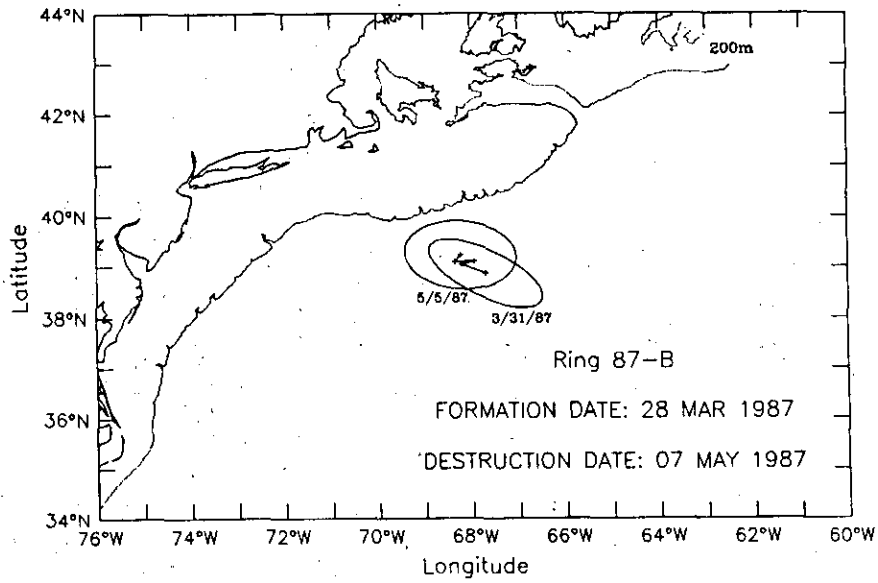 44°N
200m
42°N
40°N
Latitude
5/5/87
38°N
3/31/87
Ring 87-B
36°N
FORMATION DATE: 28 MAR 1987
DESTRUCTION DATE: 07 MAY 1987
34°N
76°W 74°W 72°W 70°W 68°W 66°W 64°W 62°W 60°W
Longitude